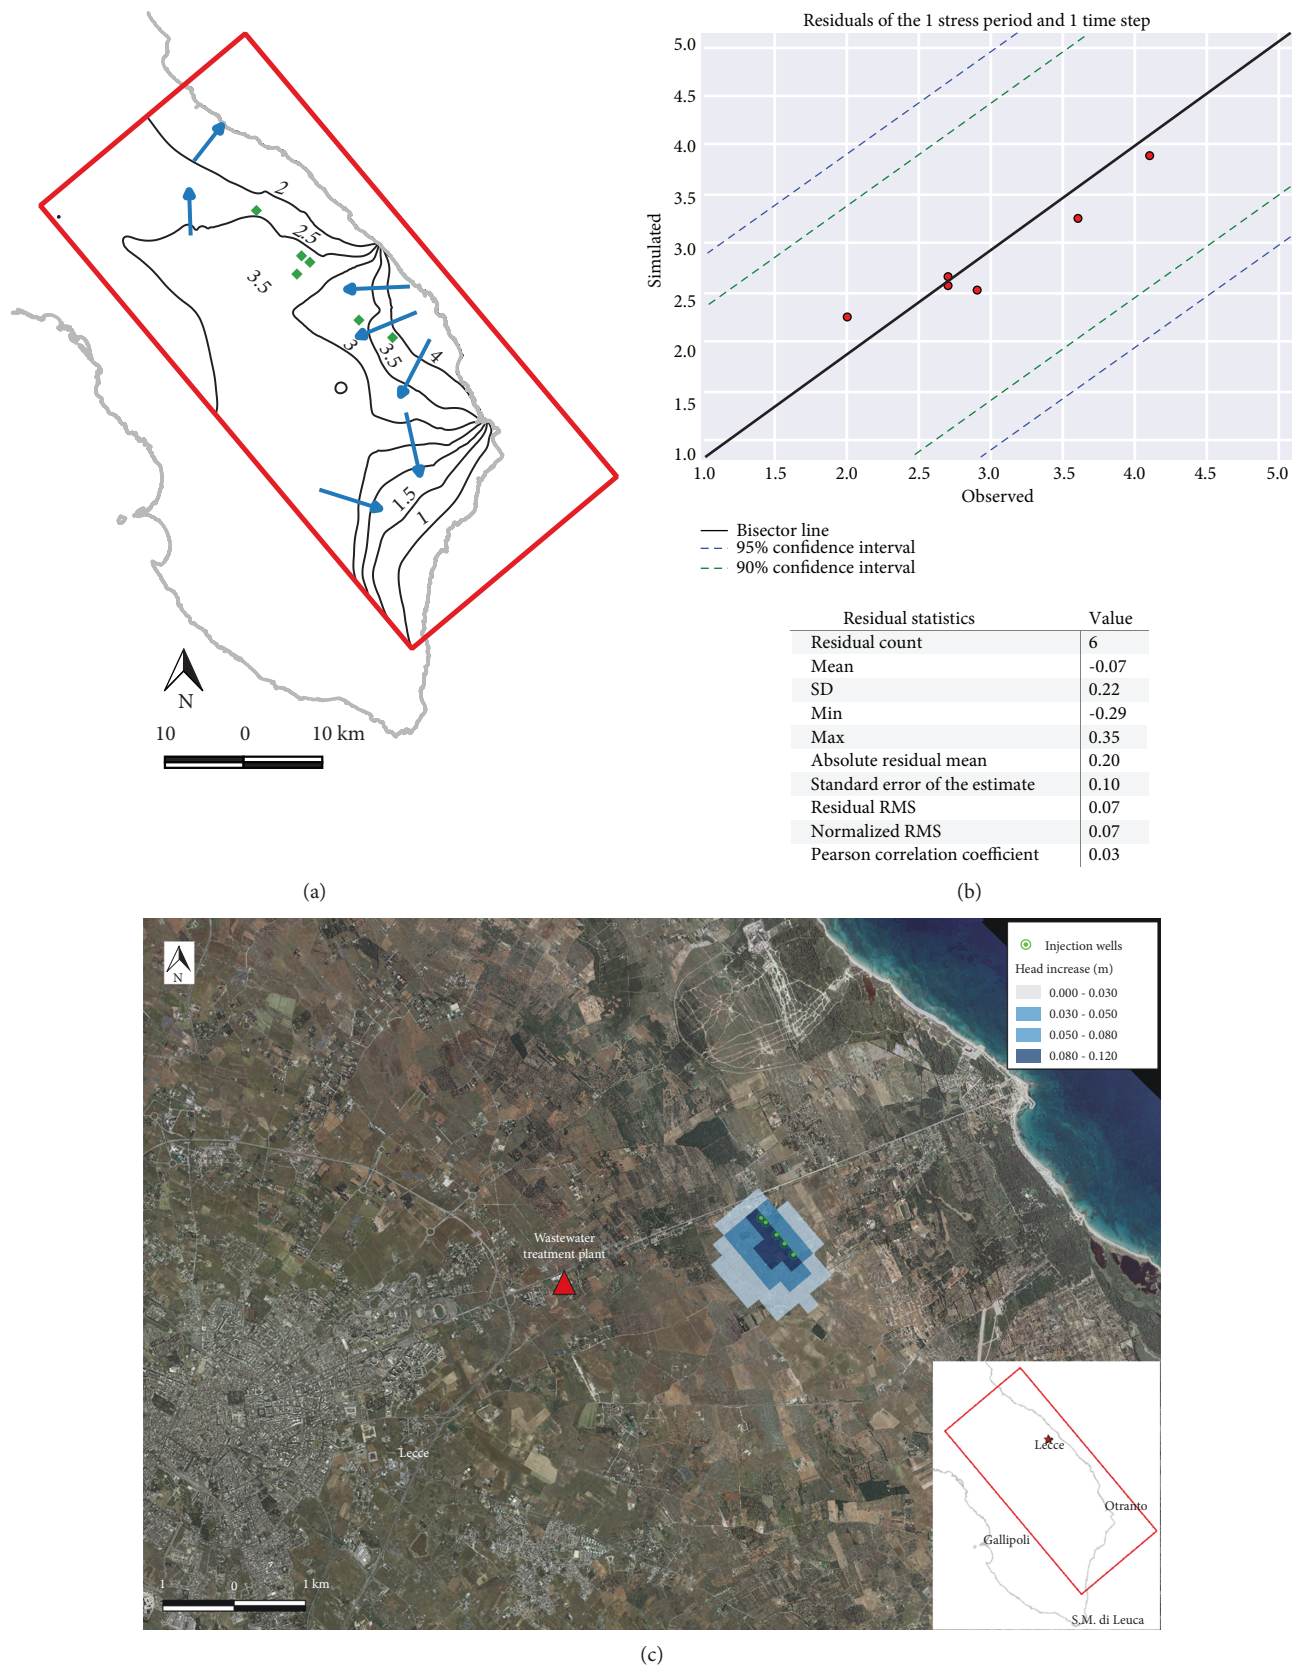 2
2.5
3.5
3
3.5
4
1.5
1
N
10 0 10 km
(a)
Residuals of the 1 stress period and 1 time step
5.0
4.5
4.0
3.5
3.0
2.5
2.0
1.5
1.0
Simulated
1.0 1.5 2.0 2.5 3.0 3.5 4.0 4.5 5.0
Observed
Bisector line
95% confidence interval
90% confidence interval
Residual statistics Value
Residual count 6
Mean -0.07
SD 0.22
Min -0.29
Max 0.35
Absolute residual mean 0.20
Standard error of the estimate 0.10
Residual RMS 0.07
Normalized RMS 0.07
Pearson correlation coefficient 0.03
(b)
N
Injection wells
Head increase (m)
0.000 - 0.030
0.030 - 0.050
0.050 - 0.080
0.080 - 0.120
Wastewater
treatment plant
Lecce
1 0 1 km
Lecce
Otranto
Gallipoli
S.M. di Leuca
(c)